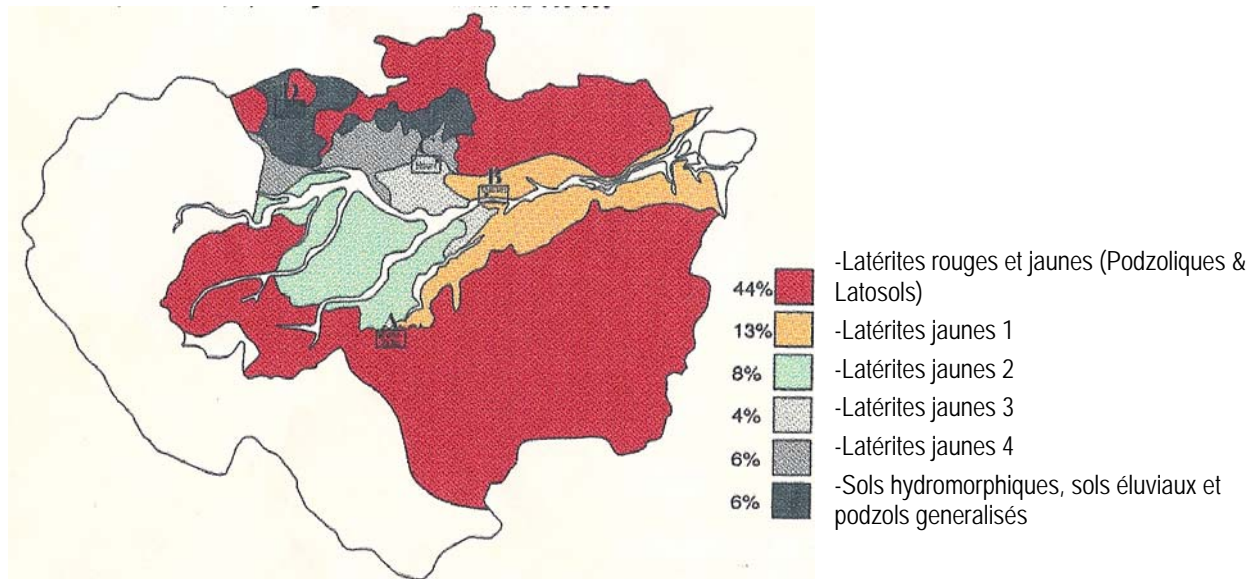 44%
-Latérites rouges et jaunes (Podzoliques &
Latosols)
13%
-Latérites jaunes 1
8%
-Latérites jaunes 2
4%
-Latérites jaunes 3
6%
-Latérites jaunes 4
6%
-Sols hydromorphiques, sols éluviaux et
podzols generalisés